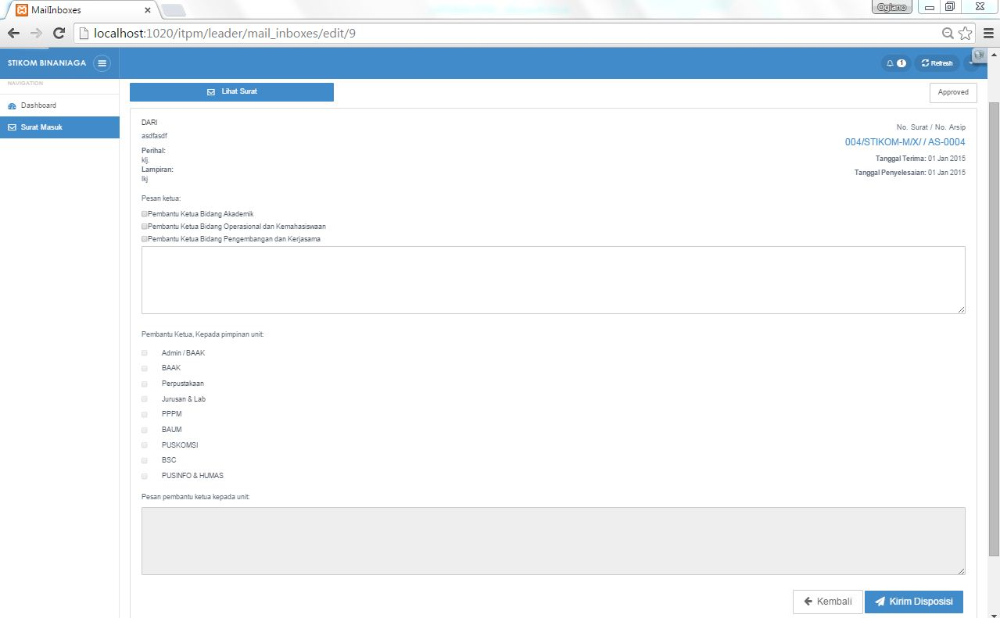 MailInboxes
Ogiano
localhost:1020/itpm/leader/mail_inboxes/edit/9
STIKOM BINANIAGA
1
Refresh
NAVIGATION
Dashboard
Surat Masuk
Lihat Surat
Approved
DARI
asdfasdf
Perihal:
klj.
Lampiran:
lkj
No. Surat / No. Arsip
004/STIKOM-M/X/ / AS-0004
Tanggal Terima: 01 Jan 2015
Tanggal Penyelesaian: 01 Jan 2015
Pesan ketua:
Pembantu Ketua Bidang Akademik
Pembantu Ketua Bidang Operasional dan Kemahasiswaan
Pembantu Ketua Bidang Pengembangan dan Kerjasama
Pembantu Ketua, Kepada pimpinan unit:
Admin / BAAK
BAAK
Perpustakaan
Jurusan & Lab
PPPM
BAUM
PUSKOMSI
BSC
PUSINFO & HUMAS
Pesan pembantu ketua kepada unit:
Kembali
Kirim Disposisi